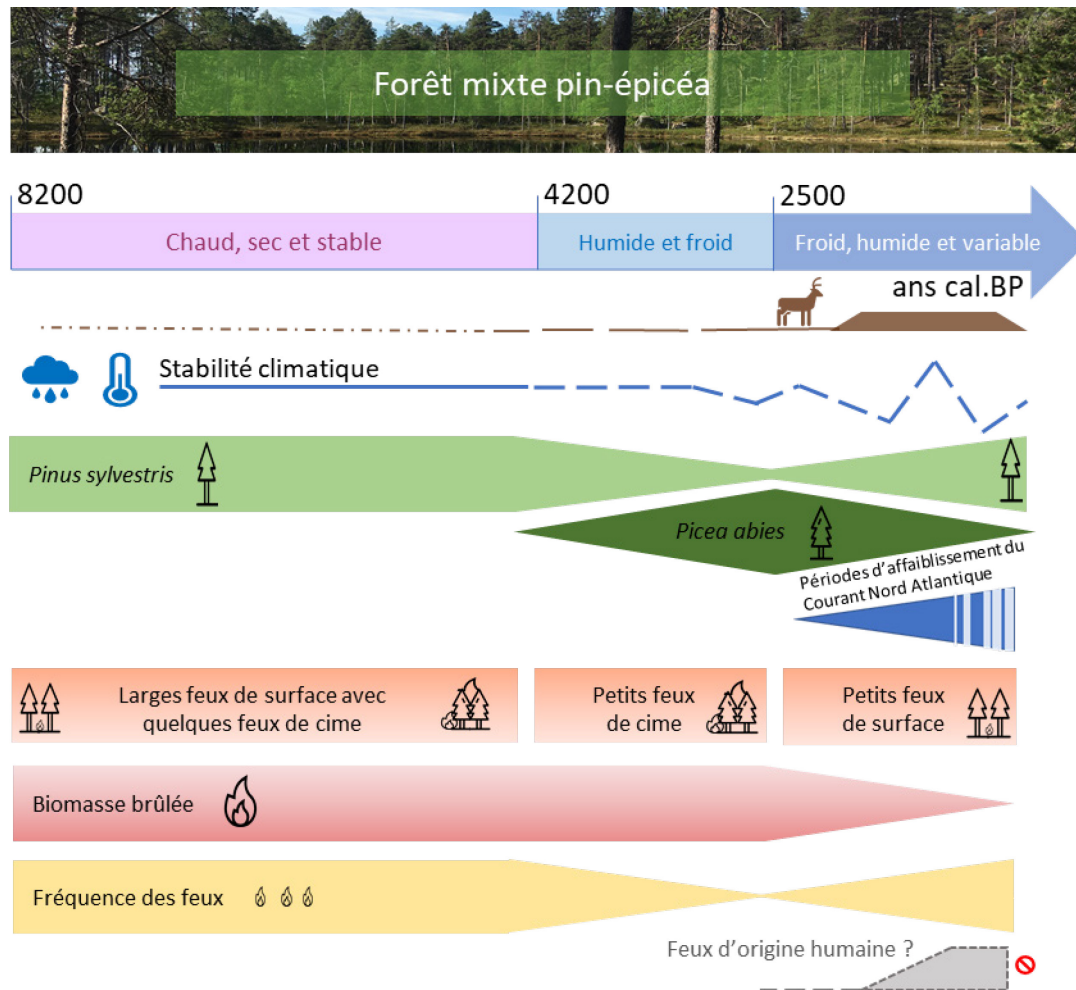 Forêt mixte pin-épicéa
8200
4200
2500
Chaud, sec et stable
Humide et froid
Froid, humide et variable
ans cal.BP
Stabilité climatique
Pinus sylvestris
Picea abies
Périodes d'affaiblissement du
Courant Nord Atlantique
Larges feux de surface avec
quelques feux de cime
Petits feux
de cime
Petits feux
de surface
Biomasse brûlée
Fréquence des feux
Feux d'origine humaine ?